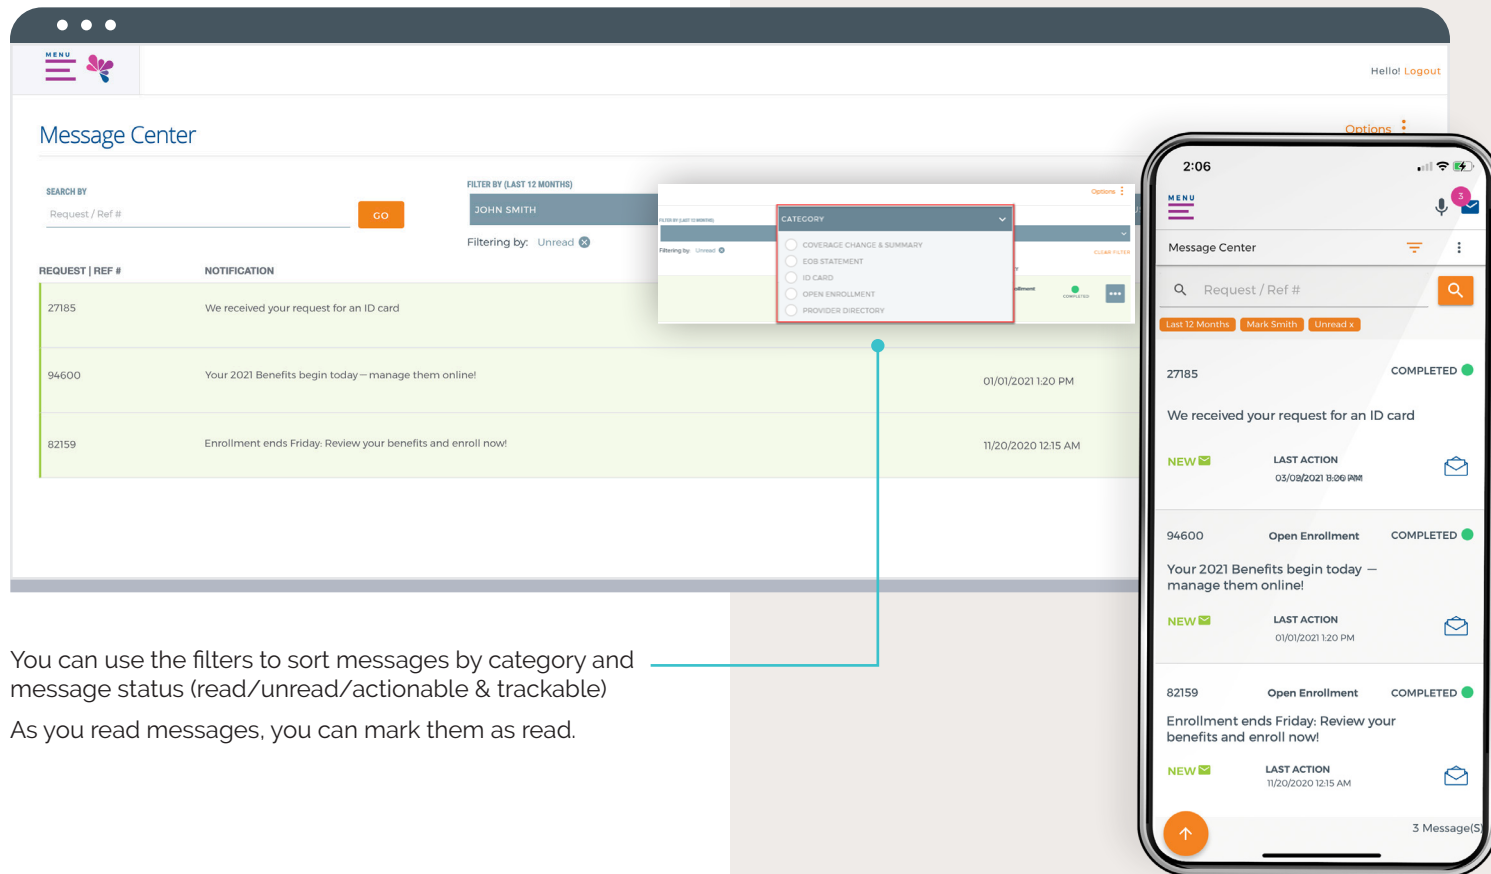 MENU
Hello! Logout
Message Center
Options
SEARCH BY
Request / Ref #
GO
FILTER BY (LAST 12 MONTHS)
JOHN SMITH
Filtering by: Unread
REQUEST | REF #
NOTIFICATION
27185
We received your request for an ID card
94600
Your 2021 Benefits begin today—manage them online!
01/01/2021 1:20 PM
82159
Enrollment ends Friday: Review your benefits and enroll now!
11/20/2020 12:15 AM
Options
FILTER BY (LAST 12 MONTHS)
Filtering by: Unread
CATEGORY
COVERAGE CHANGE & SUMMARY
EOB STATEMENT
ID CARD
OPEN ENROLLMENT
PROVIDER DIRECTORY
CLEAR FILTER
COMPLETED
You can use the filters to sort messages by category and
message status (read/unread/actionable & trackable)
As you read messages, you can mark them as read.
2:06
MENU
3
Message Center
Request / Ref #
Last 12 Months
Mark Smith
Unread x
27185
COMPLETED
We received your request for an ID card
NEW
LAST ACTION
94600
Open Enrollment
COMPLETED
Your 2021 Benefits begin today —
manage them online!
NEW
LAST ACTION
01/01/2021 1:20 PM
82159
Open Enrollment
COMPLETED
Enrollment ends Friday: Review your
benefits and enroll now!
NEW
LAST ACTION
11/20/2020 12:15 AM
3 Message(S)